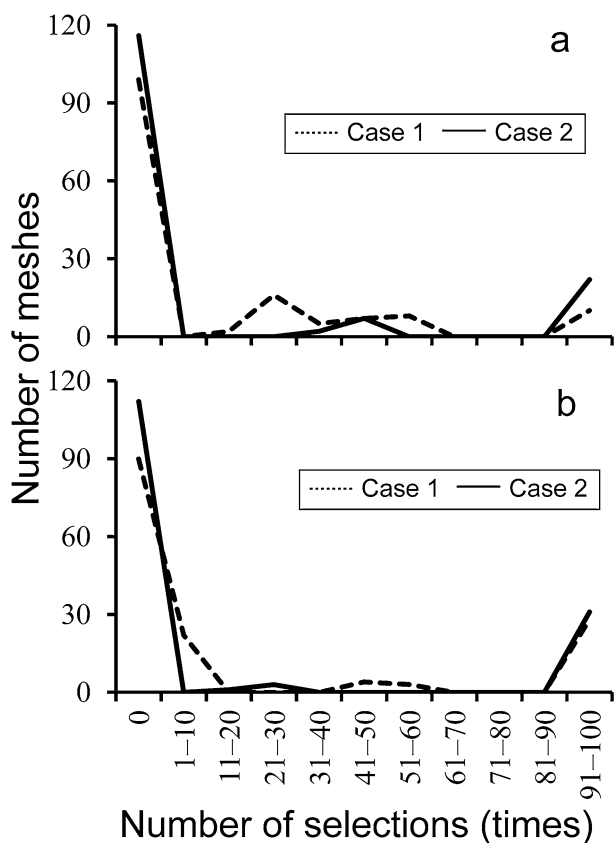 120
a
90
Case 1
Case 2
60
30
0
Number of meshes
120
b
90
Case 1
Case 2
60
30
0
0
1–10
11–20
21–30
31–40
41–50
51–60
61–70
71–80
81–90
91–100
Number of selections (times)